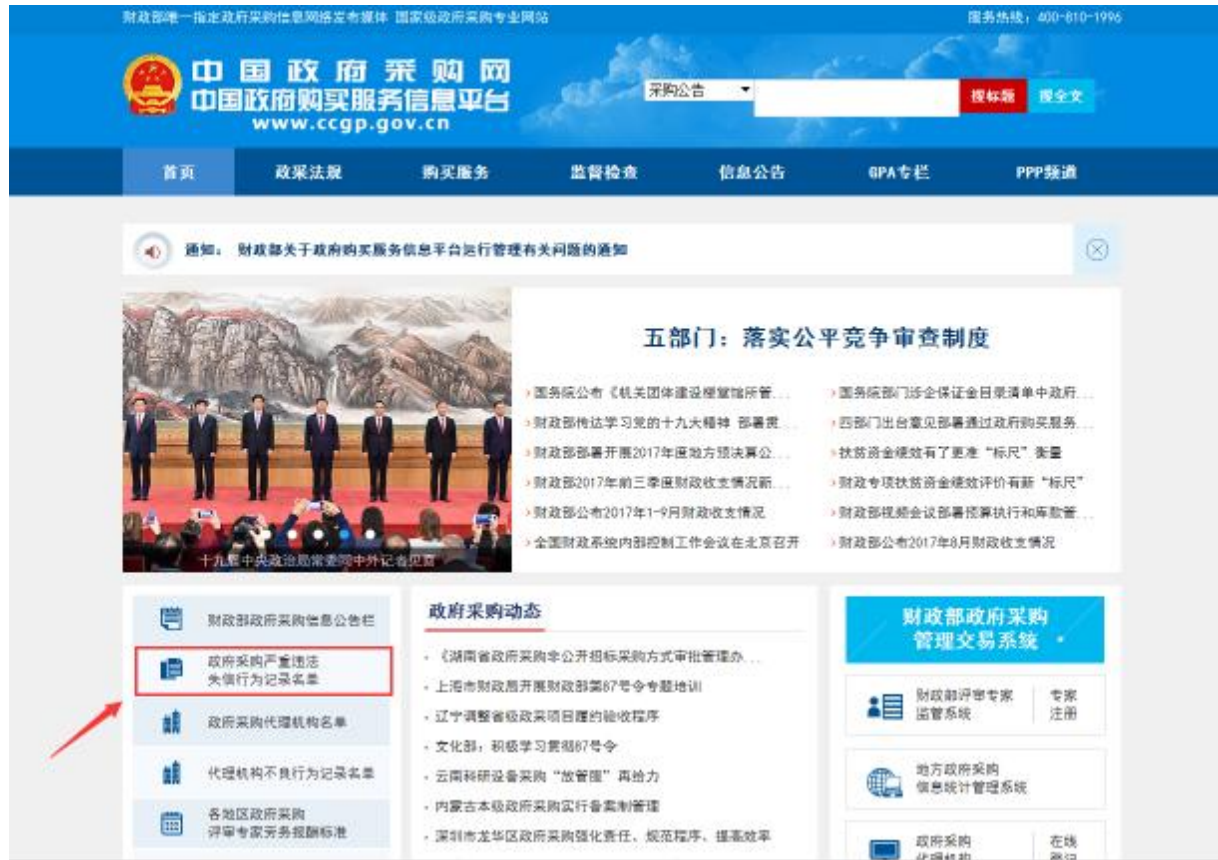 财政部唯一指定政府采购信息网络发布媒体 国家级政府采购专业网站
服务热线：400-810-1996
中国政府采购网
中国政府购买服务信息平台
www.ccgp.gov.cn
采购公告
搜标题
搜全文
首页 政采法规 购买服务 监督检查 信息公告 GPA专栏 PPP频道
通知： 财政部关于政府购买服务信息平台运行管理有关问题的通知
十九届中央政治局常委同中外记者见面
五部门：落实公平竞争审查制度
国务院公布《机关团体建设楼堂馆所管...
财政部传达学习党的十九大精神 部署贯...
财政部部署开展2017年度地方预决算公...
财政部2017年前三季度财政收支情况新...
财政部公布2017年1-9月财政收支情况
全国财政系统内部控制工作会议在北京召开
国务院部门涉企保证金目录清单中政府...
四部门出台意见部署通过政府购买服务...
扶贫资金绩效有了更准“标尺”衡量
财政专项扶贫资金绩效评价有新“标尺”
财政部视频会议部署预算执行和库款管...
财政部公布2017年8月财政收支情况
财政部政府采购信息公告栏
政府采购严重违法
失信行为记录名单
政府采购代理机构名单
代理机构不良行为记录名单
各地区政府采购
评审专家劳务报酬标准
政府采购动态
《湖南省政府采购非公开招标采购方式审批管理办...
上海市财政局开展财政部第87号令专题培训
辽宁调整省级政采项目履约验收程序
文化部：积极学习贯彻87号令
云南科研设备采购“放管服”再给力
内蒙古本级政府采购实行备案制管理
深圳市龙华区政府采购强化责任、规范程序、提高效率
财政部政府采购
管理交易系统
财政部评审专家
监管系统
专家
注册
地方政府采购
信息统计管理系统
政府采购
代理机构
在线
登记